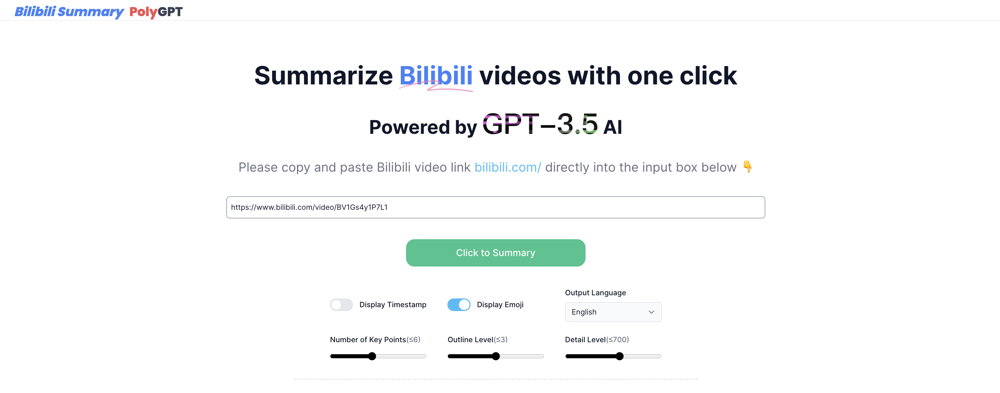 Bilibili Summary PolyGPT
Summarize Bilibili videos with one click
Powered by GPT-3.5 AI
Please copy and paste Bilibili video link bilibili.com/ directly into the input box below 👇
https://www.bilibili.com/video/BV1Gs4y1P7L1
Click to Summary
Output Language
Display Timestamp Display Emoji
English
Number of Key Points(≤6) Outline Level(≤3) Detail Level(≤700)